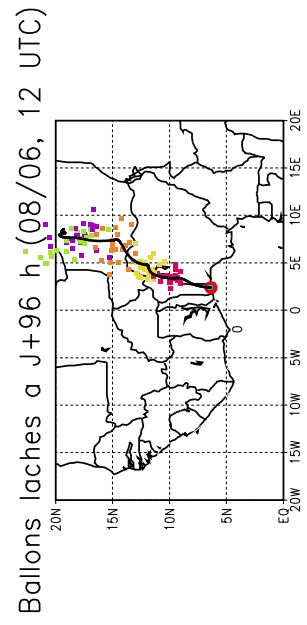 Ballons laches a J+96 h (08/06, 12 UTC)
20N
15N
10N
5N
EQ
20W
15W
10W
5W
0
5E
10E
15E
20E
0